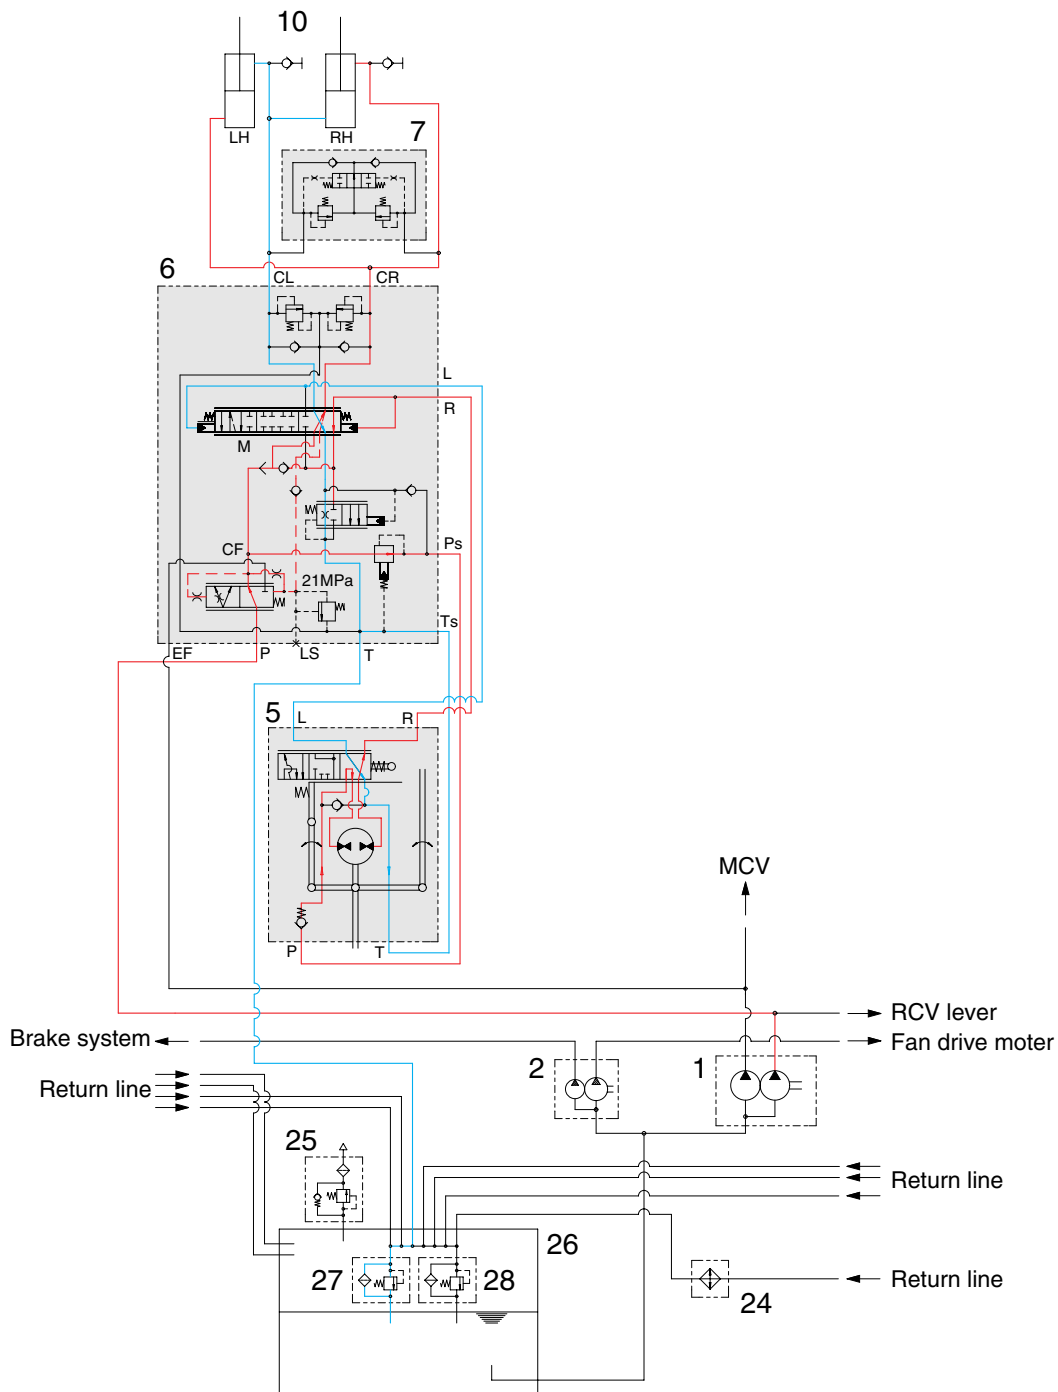 10
LH
RH
7
6
CL
CR
L
R
M
CF
Ps
21MPa
Ts
EF
P
LS
T
5
L
R
P
T
MCV
RCV lever
Brake system
Fan drive moter
2
1
Return line
25
Return line
26
27
28
Return line
24